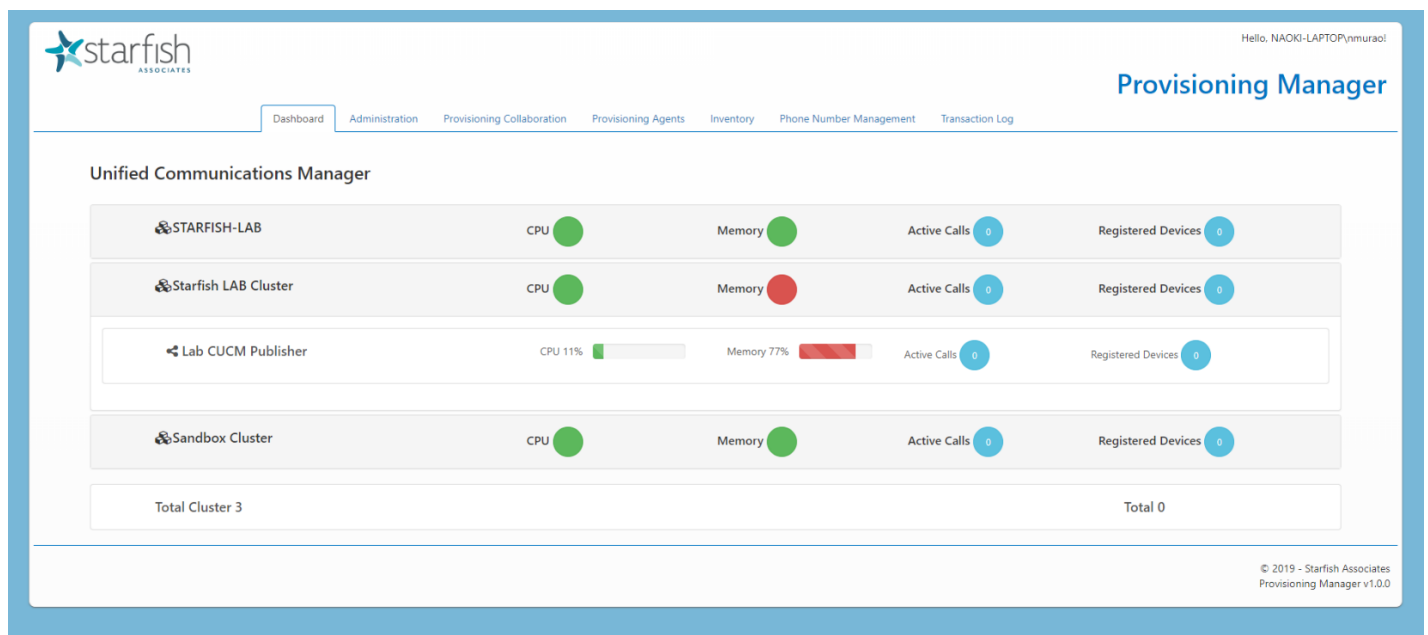 starfish
ASSOCIATES
Hello, NAOKI-LAPTOP\nmurao!
Provisioning Manager
Dashboard Administration Provisioning Collaboration Provisioning Agents Inventory Phone Number Management Transaction Log
Unified Communications Manager
STARFISH-LAB CPU Memory Active Calls 0 Registered Devices 0
Starfish LAB Cluster CPU Memory Active Calls 0 Registered Devices 0
Lab CUCM Publisher CPU 11% Memory 77% Active Calls 0 Registered Devices 0
Sandbox Cluster CPU Memory Active Calls 0 Registered Devices 0
Total Cluster 3 Total 0
© 2019 - Starfish Associates
Provisioning Manager v1.0.0